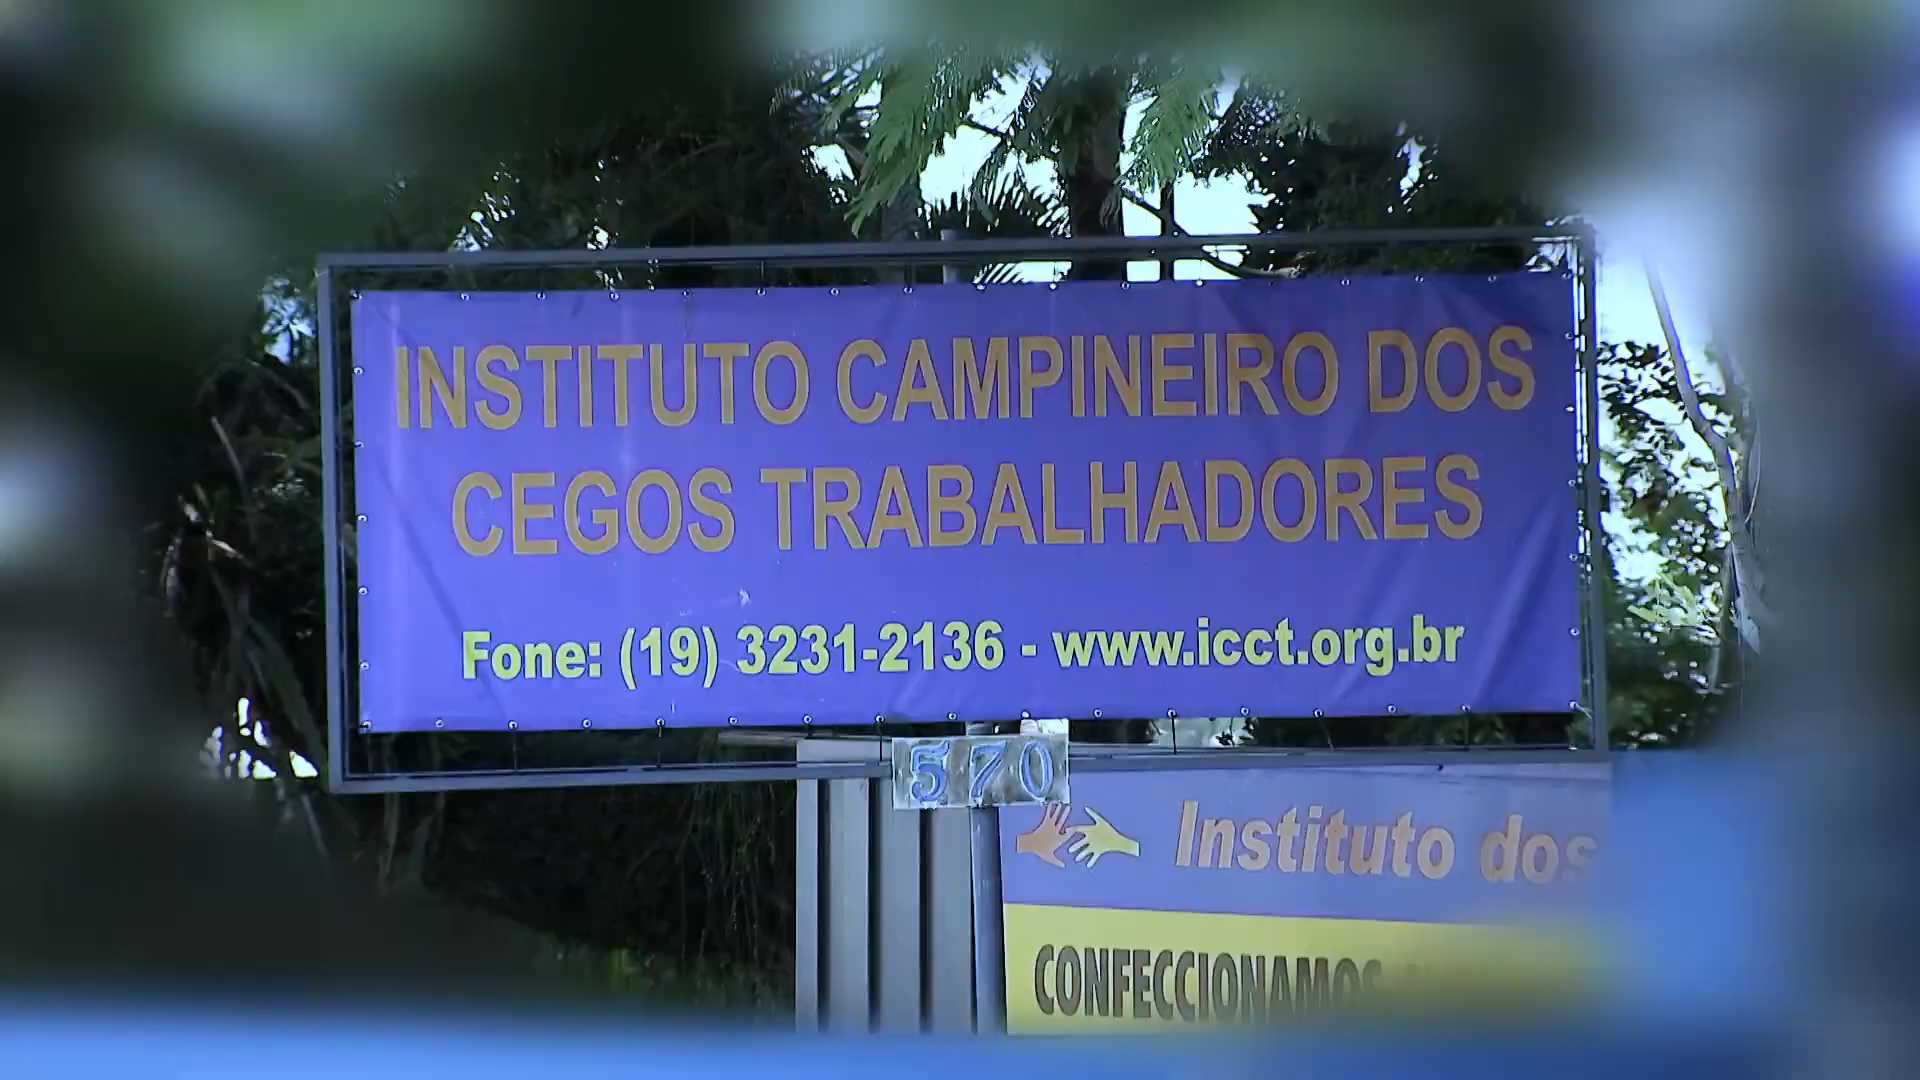 INSTITUTO CAMPINEIRO DOS
CEGOS TRABALHADORES
Fone: (19) 3231-2136 - www.icct.org.br
570
Instituto dos
CONFECCIONAMOS